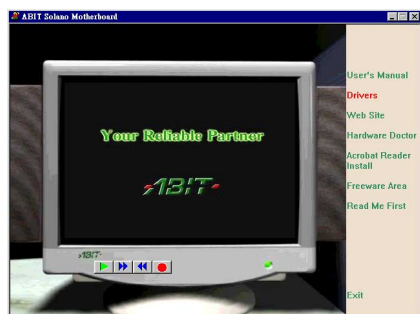 ABIT Solano Motherboard
Your Reliable Partner
ABIT
ABIT
User's Manual
Drivers
Web Site
Hardware Doctor
Acrobat Reader
Install
Freeware Area
Read Me First
Exit